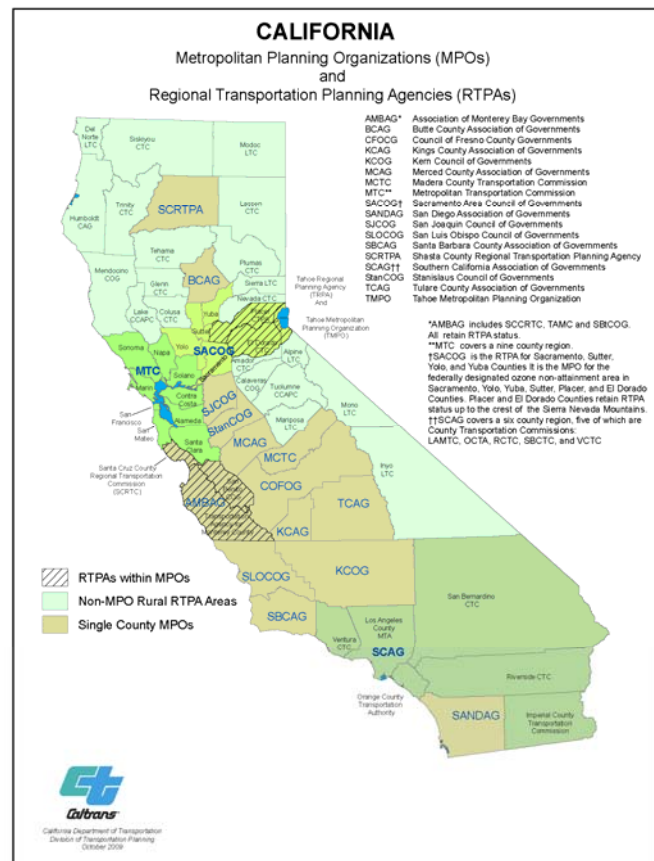 CALIFORNIA
Metropolitan Planning Organizations (MPOs)
and
Regional Transportation Planning Agencies (RTPAs)
AMBAG* Association of Monterey Bay Governments
BCAG Butte County Association of Governments
CFOCG Council of Fresno County Governments
KCAG Kings County Association of Governments
KCOG Kern Council of Governments
MCAG Merced County Association of Governments
MCTC Madera County Transportation Commission
MTC** Metropolitan Transportation Commission
SACOG† Sacramento Area Council of Governments
SANDAG San Diego Association of Governments
SJCOG San Joaquin Council of Governments
SLOCOG San Luis Obispo Council of Governments
SBCAG Santa Barbara County Association of Governments
SCRTPA Shasta County Regional Transportation Planning Agency
SCAG†† Southern California Association of Governments
StanCOG Stanislaus Council of Governments
TCAG Tulare County Association of Governments
TMPO Tahoe Metropolitan Planning Organization
*AMBAG includes SCCRTC, TAMC and SBtCOG.
All retain RTPA status.
**MTC covers a nine county region.
†SACOG is the RTPA for Sacramento, Sutter,
Yolo, and Yuba Counties It is the MPO for the
federally designated ozone non-attainment area in
Sacramento, Yolo, Yuba, Sutter, Placer, and El Dorado
Counties. Placer and El Dorado Counties retain RTPA
status up to the crest of the Sierra Nevada Mountains.
††SCAG covers a six county region, five of which are
County Transportation Commissions:
LAMTC, OCTA, RCTC, SBCTC, and VCTC
Del
Norte
LTC
Siskiyou
CTC
Modoc
LTC
Humboldt
CAG
Trinity
CTC
SCRTPA
Lassen
CTC
Tehama
CTC
Plumas
CTC
Mendocino
COG
Glenn
CTC
BCAG
Sierra LTC
Nevada CTC
Lake
CCAPC
Colusa
CTC
Yuba
Sutter
Placer
Tahoe Regional
Planning Agency
(TRPA)
And
Tahoe Metropolitan
Planning Organization
(TMPO)
Sonoma
Napa
Yolo
SACOG
El Dorado
Sacramento
Amador
CTC
Alpine
LTC
MTC
Solano
Marin
Contra
Costa
Calaveras
COG
Tuolumne
CCAPC
Mono
LTC
San
Francisco
Alameda
SJCOG
StanCOG
Mariposa
LTC
San
Mateo
Santa
Clara
MCAG
MCTC
Inyo
LTC
Santa Cruz County
Regional Transportation
Commission
(SCRTC)
San
Benito
COG
AMBAG
Transportation
Agency for
Monterey County
COFOG
TCAG
KCAG
SLOCOG
KCOG
SBCAG
San Bernardino
CTC
Ventura
CTC
Los Angeles
County
MTA
SCAG
Riverside CTC
Orange County
Transportation
Authority
SANDAG
Imperial County
Transportation
Commission
RTPAs within MPOs
Non-MPO Rural RTPA Areas
Single County MPOs
Caltrans
California Department of Transportation
Division of Transportation Planning
October 2009